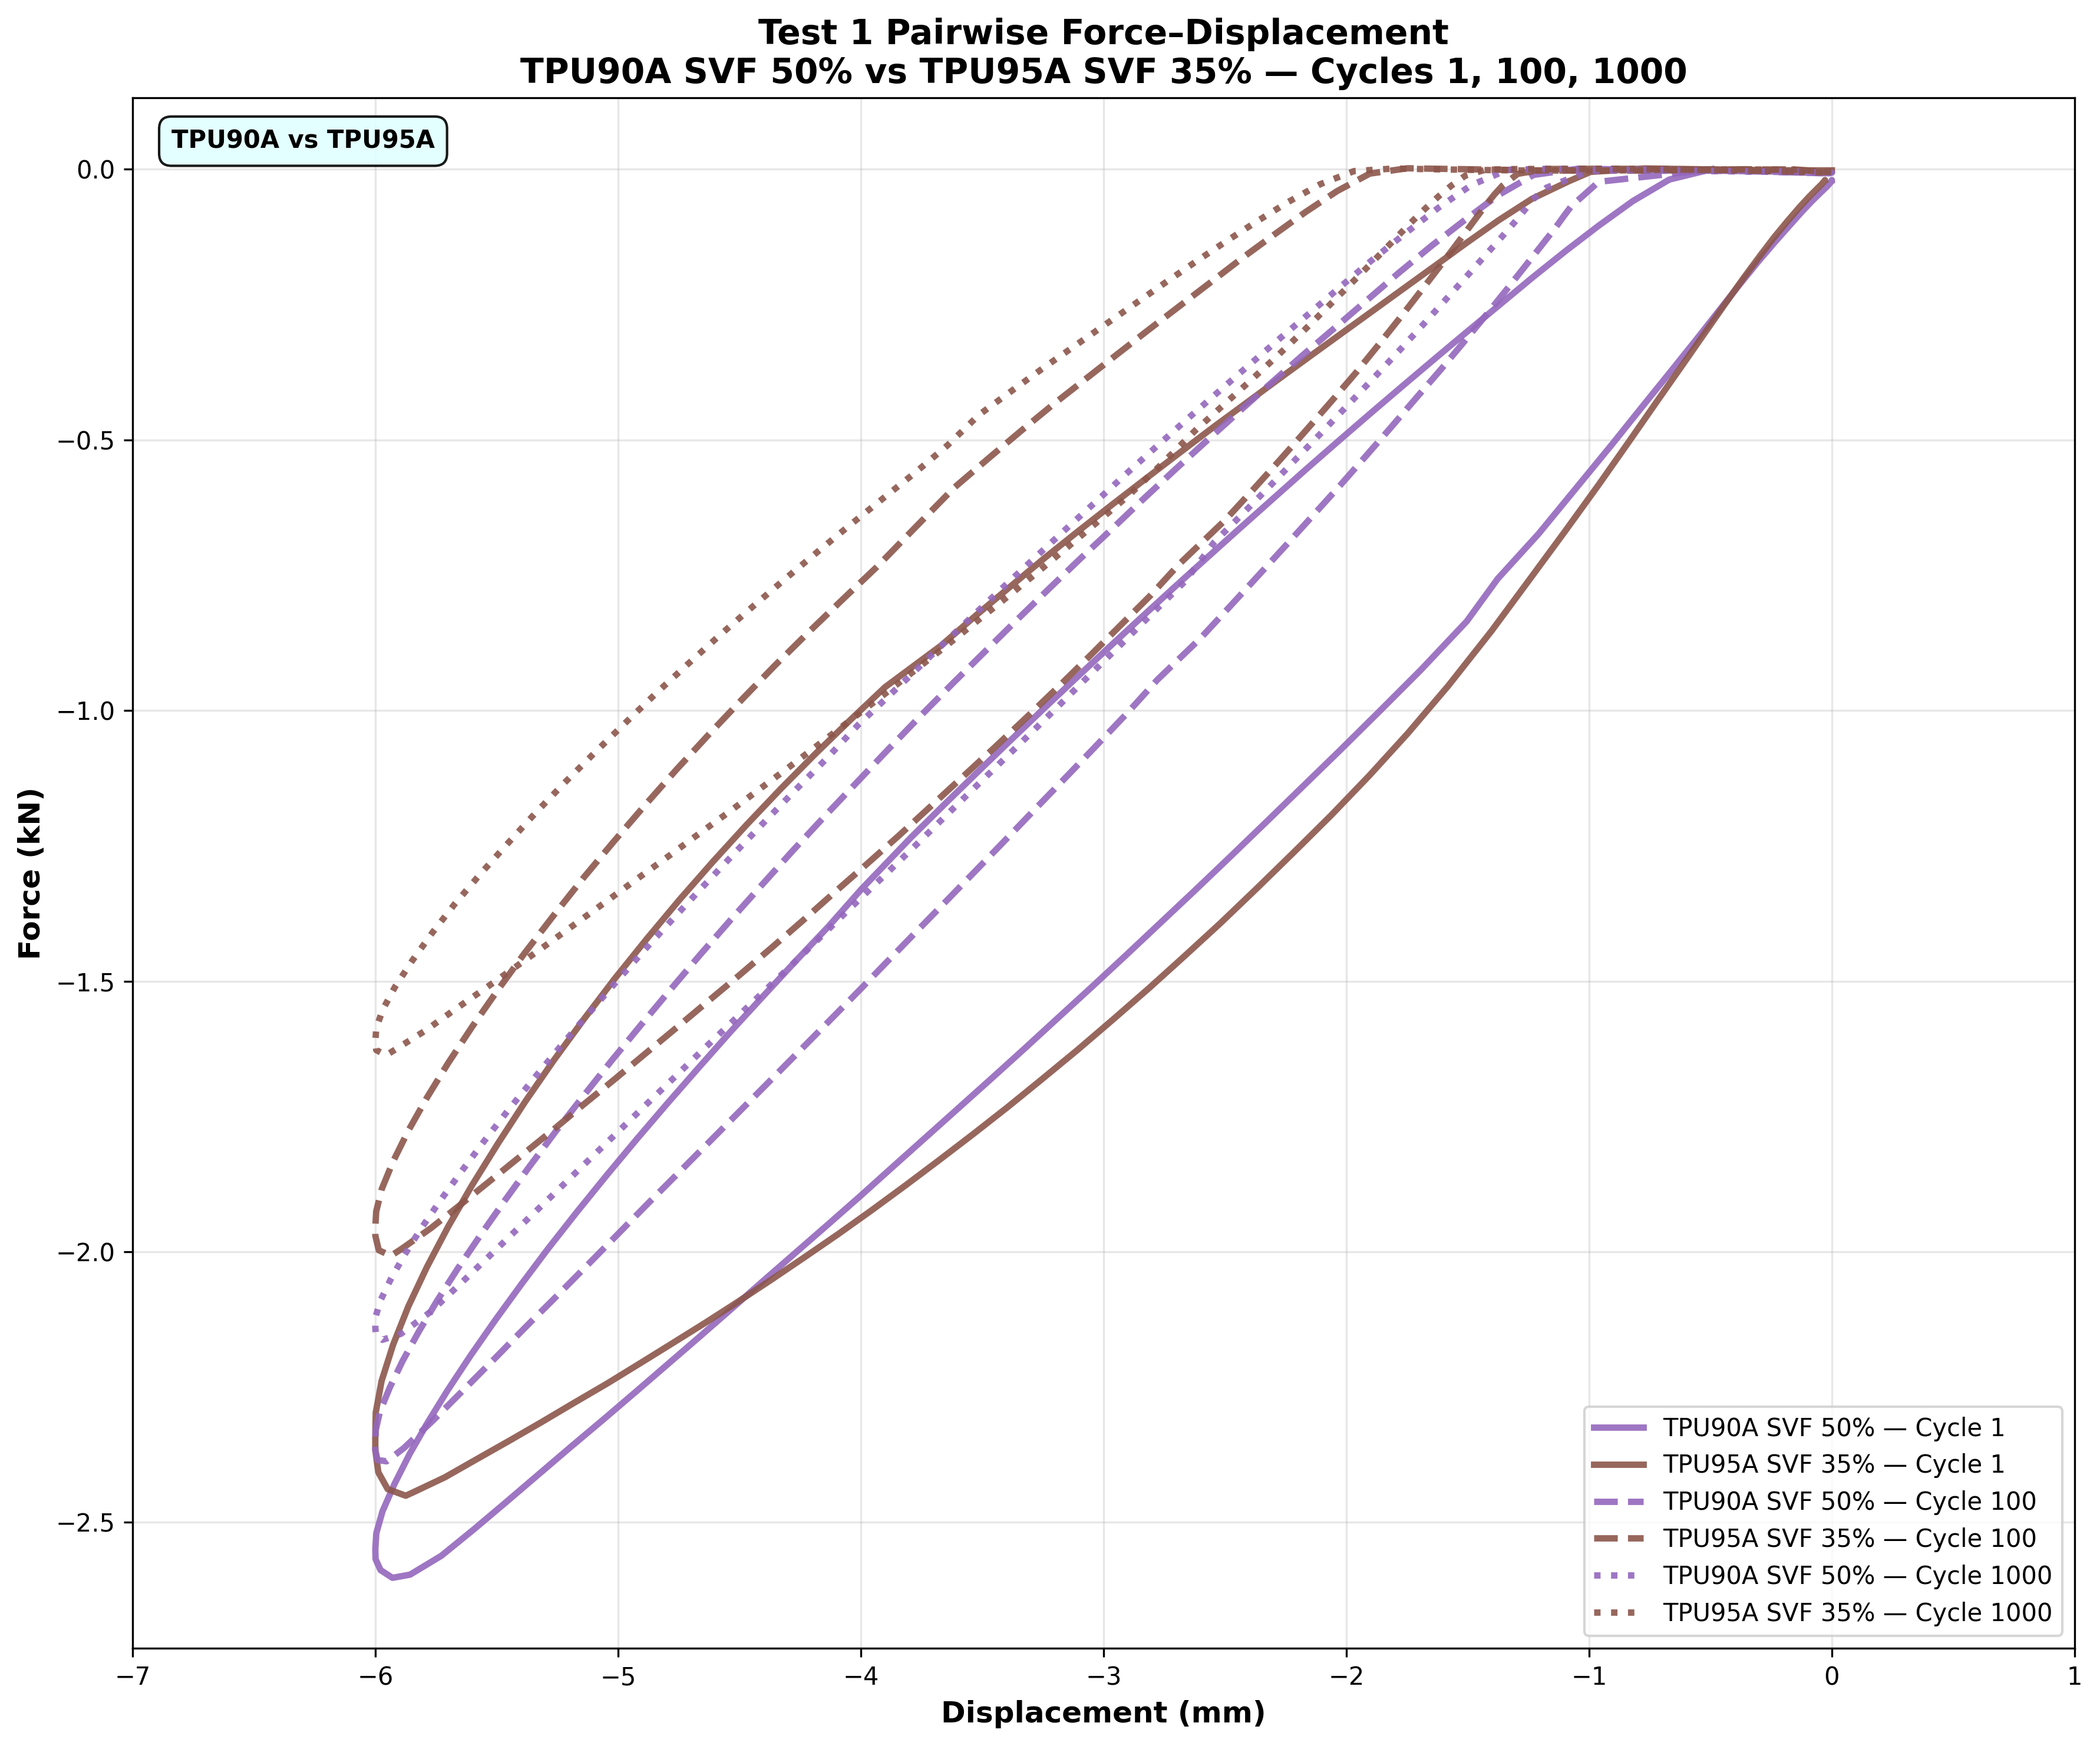 Test 1 Pairwise Force–Displacement
TPU90A SVF 50% vs TPU95A SVF 35% — Cycles 1, 100, 1000
TPU90A vs TPU95A
0.0
−0.5
−1.0
−1.5
−2.0
−2.5
Force (kN)
−7 −6 −5 −4 −3 −2 −1 0 1
Displacement (mm)
TPU90A SVF 50% — Cycle 1
TPU95A SVF 35% — Cycle 1
TPU90A SVF 50% — Cycle 100
TPU95A SVF 35% — Cycle 100
TPU90A SVF 50% — Cycle 1000
TPU95A SVF 35% — Cycle 1000